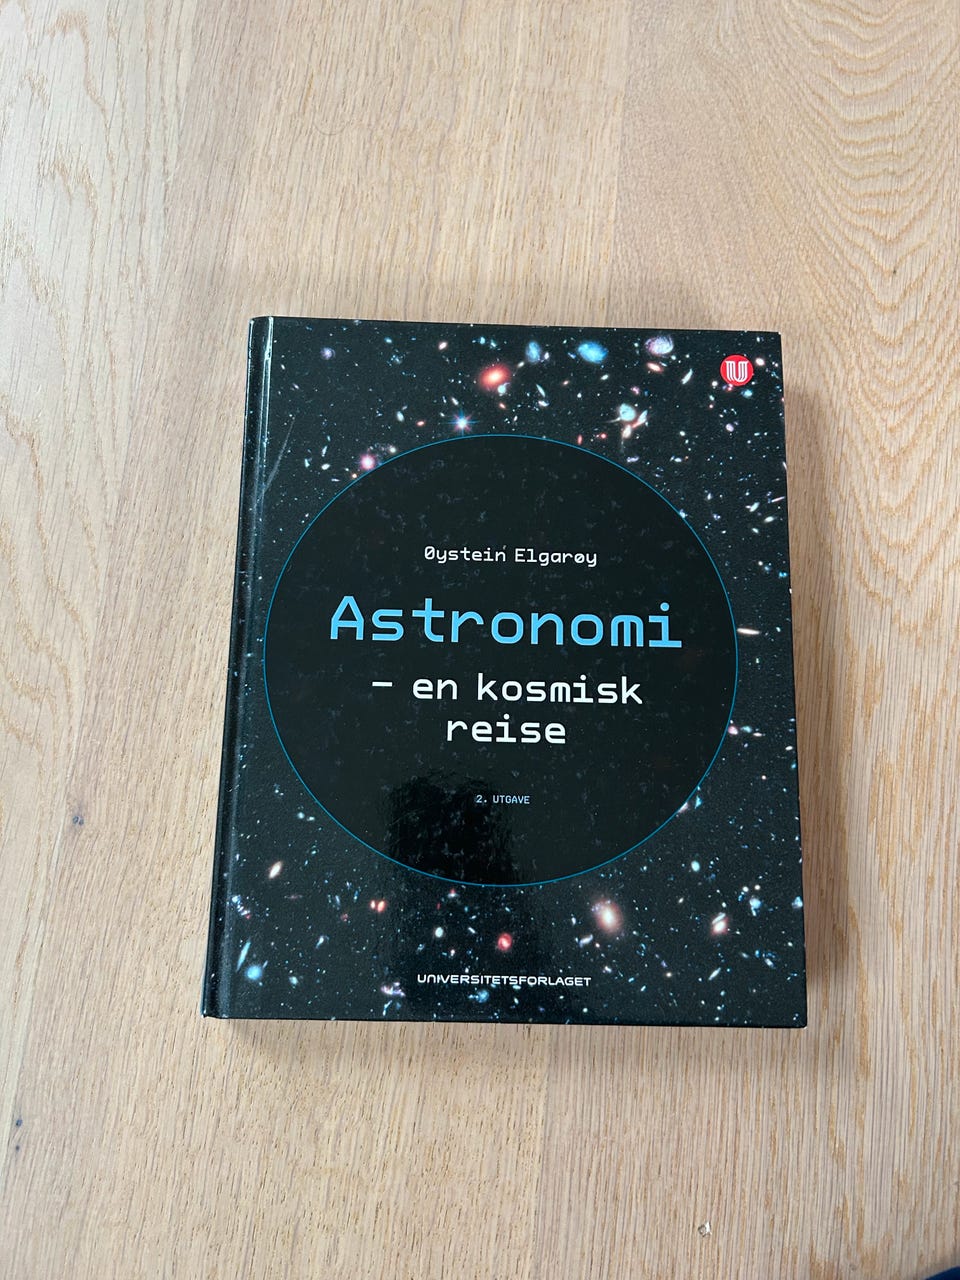 Øystein Elgarøy
Astronomi
– en kosmisk
reise
2. UTGAVE
UNIVERSITETSFORLAGET